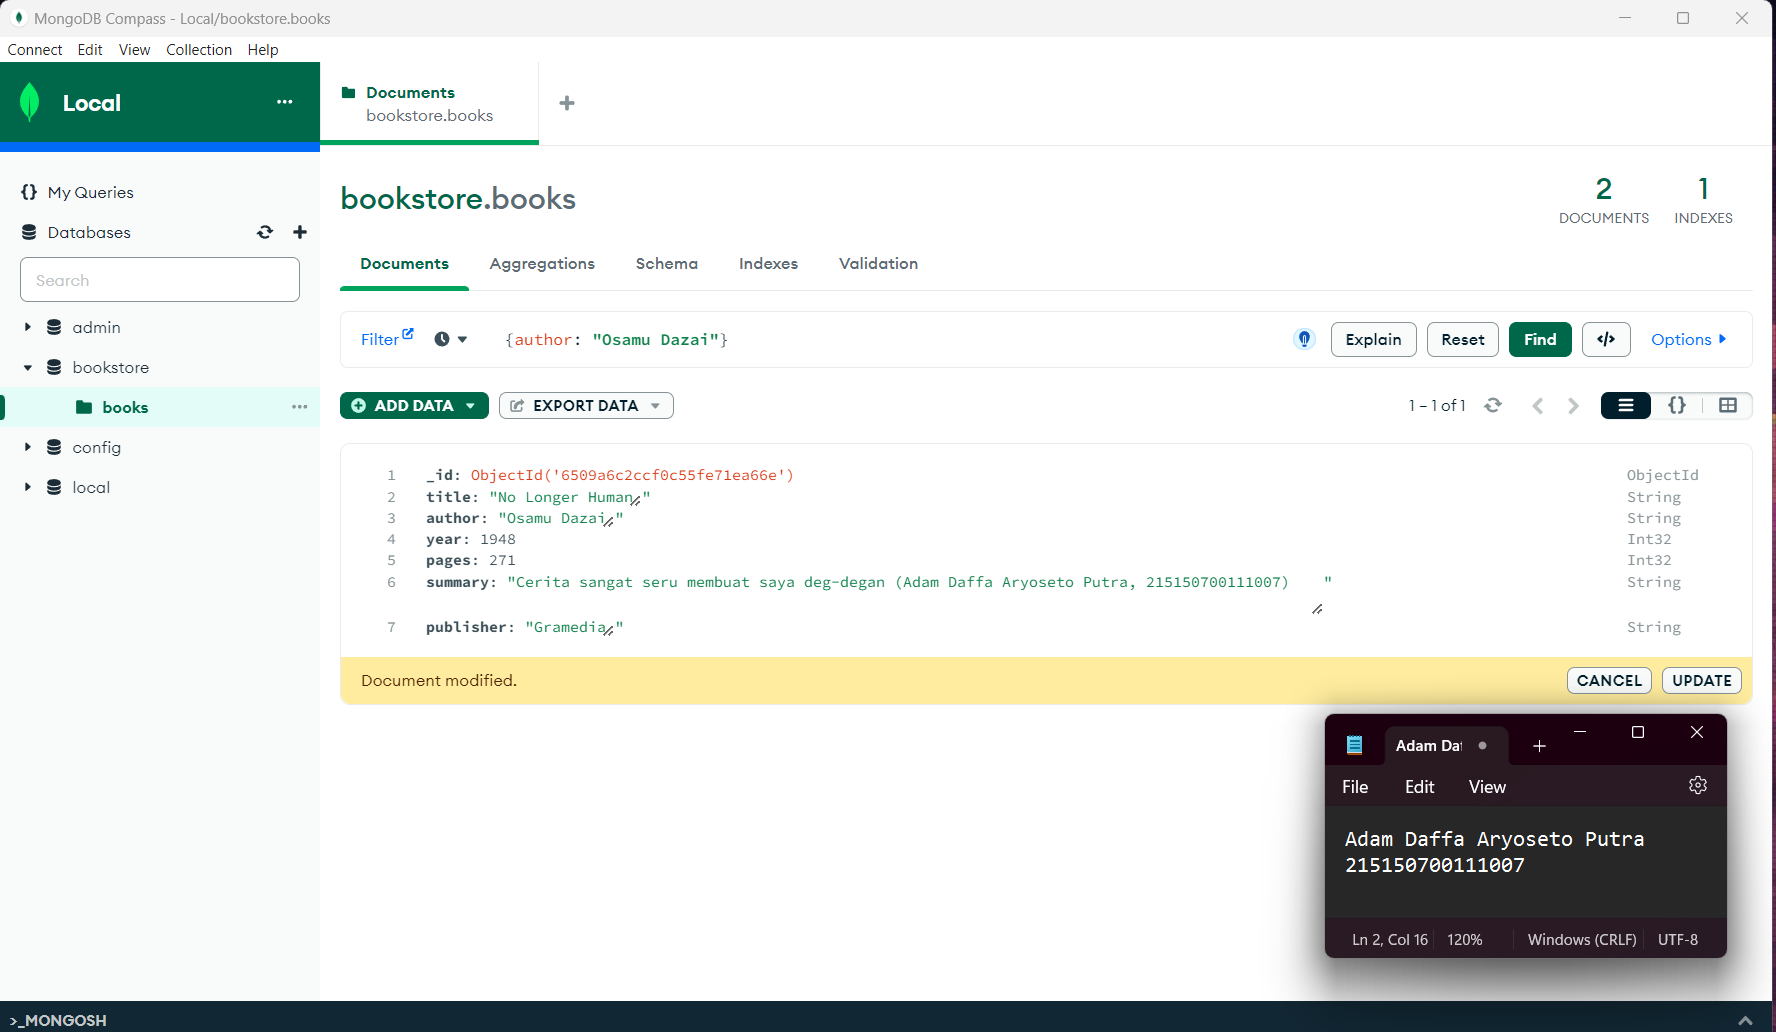 MongoDB Compass - Local/bookstore.books
Connect Edit View Collection Help
Local
Documents
bookstore.books
My Queries
Databases
Search
admin
bookstore
books
config
local
bookstore.books
2
DOCUMENTS
1
INDEXES
Documents Aggregations Schema Indexes Validation
Filter {author: "Osamu Dazai"} Explain Reset Find </> Options
ADD DATA EXPORT DATA 1 – 1 of 1 {}
1 _id: ObjectId('6509a6c2ccf0c55fe71ea66e') ObjectId
2 title: "No Longer Human" String
3 author: "Osamu Dazai" String
4 year: 1948 Int32
5 pages: 271 Int32
6 summary: "Cerita sangat seru membuat saya deg-degan (Adam Daffa Aryoseto Putra, 215150700111007) " String
7 publisher: "Gramedia" String
Document modified. CANCEL UPDATE
Adam Daf
File Edit View
Adam Daffa Aryoseto Putra
215150700111007
Ln 2, Col 16 120% Windows (CRLF) UTF-8
>_MONGOSH